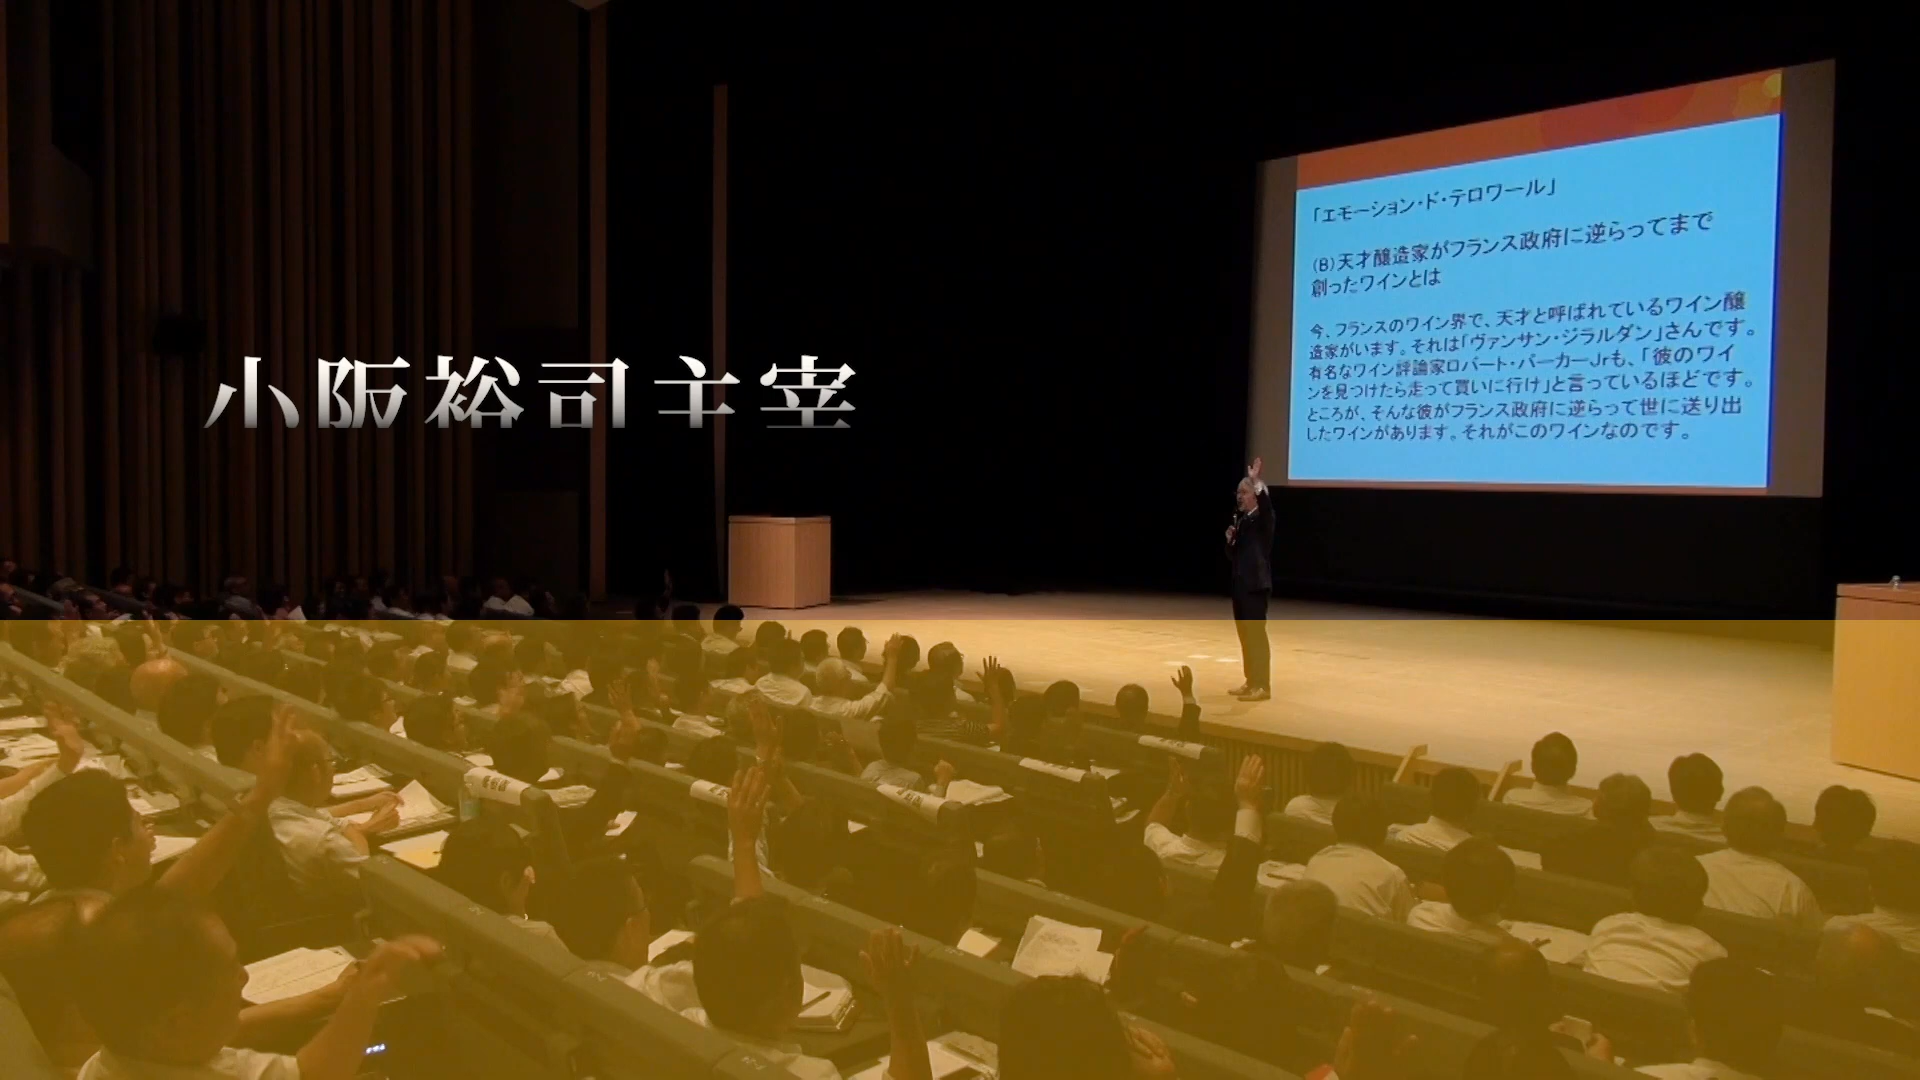 小阪裕司主宰
「エモーション・ド・テロワール」
(B)天才醸造家がフランス政府に逆らってまで
創ったワインとは
今、フランスのワイン界で、天才と呼ばれているワイン醸
造家がいます。それは「ヴァンサン・ジラルダン」さんです。
有名なワイン評論家ロバート・パーカーJrも、「彼のワイ
ンを見つけたら走って買いに行け」と言っているほどです。
ところが、そんな彼がフランス政府に逆らって世に送り出
したワインがあります。それがこのワインなのです。